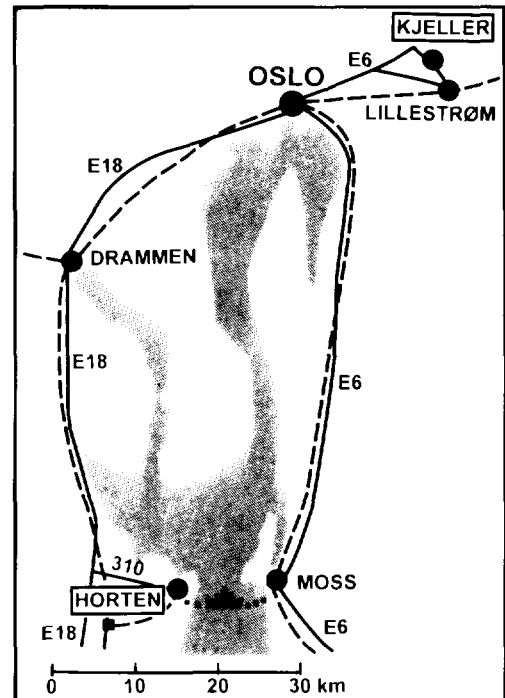 KJELLER
E6
OSLO
LILLESTRØM
E18
DRAMMEN
E18
E6
310
HORTEN
MOSS
E18
E6
0 10 20 30 km